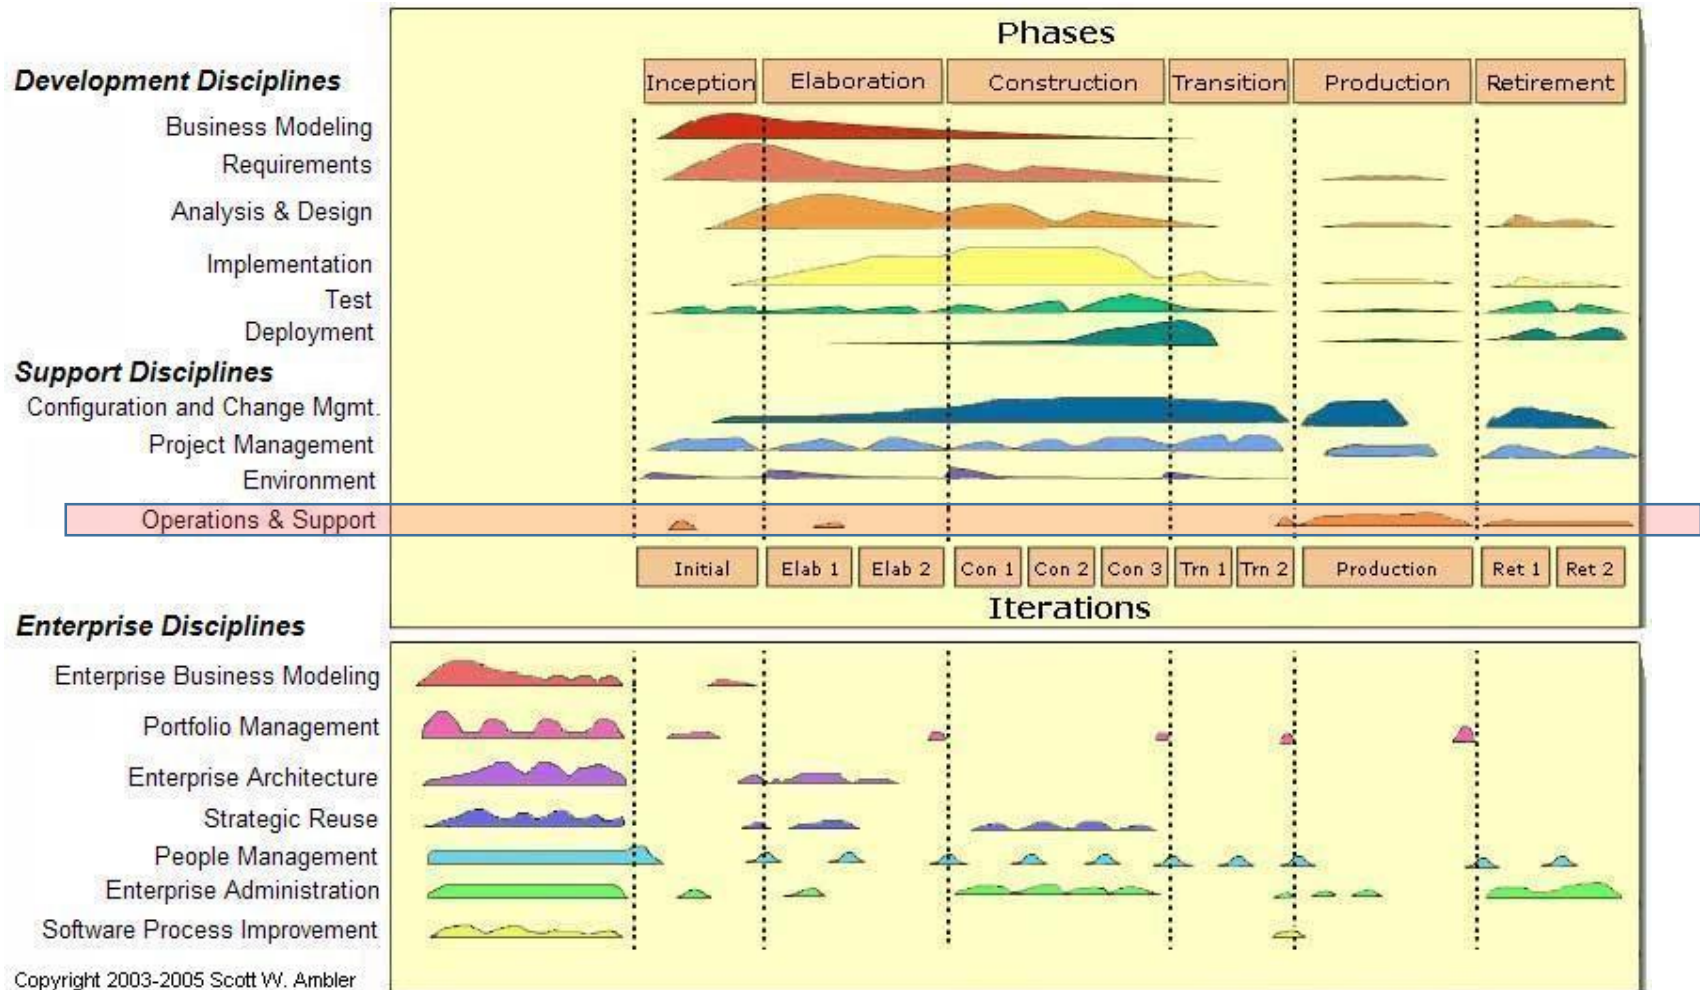 Phases
Development Disciplines
Inception Elaboration Construction Transition Production Retirement
Business Modeling
Requirements
Analysis & Design
Implementation
Test
Deployment
Support Disciplines
Configuration and Change Mgmt.
Project Management
Environment
Operations & Support
Initial Elab 1 Elab 2 Con 1 Con 2 Con 3 Trn 1 Trn 2 Production Ret 1 Ret 2
Iterations
Enterprise Disciplines
Enterprise Business Modeling
Portfolio Management
Enterprise Architecture
Strategic Reuse
People Management
Enterprise Administration
Software Process Improvement
Copyright 2003-2005 Scott W. Ambler